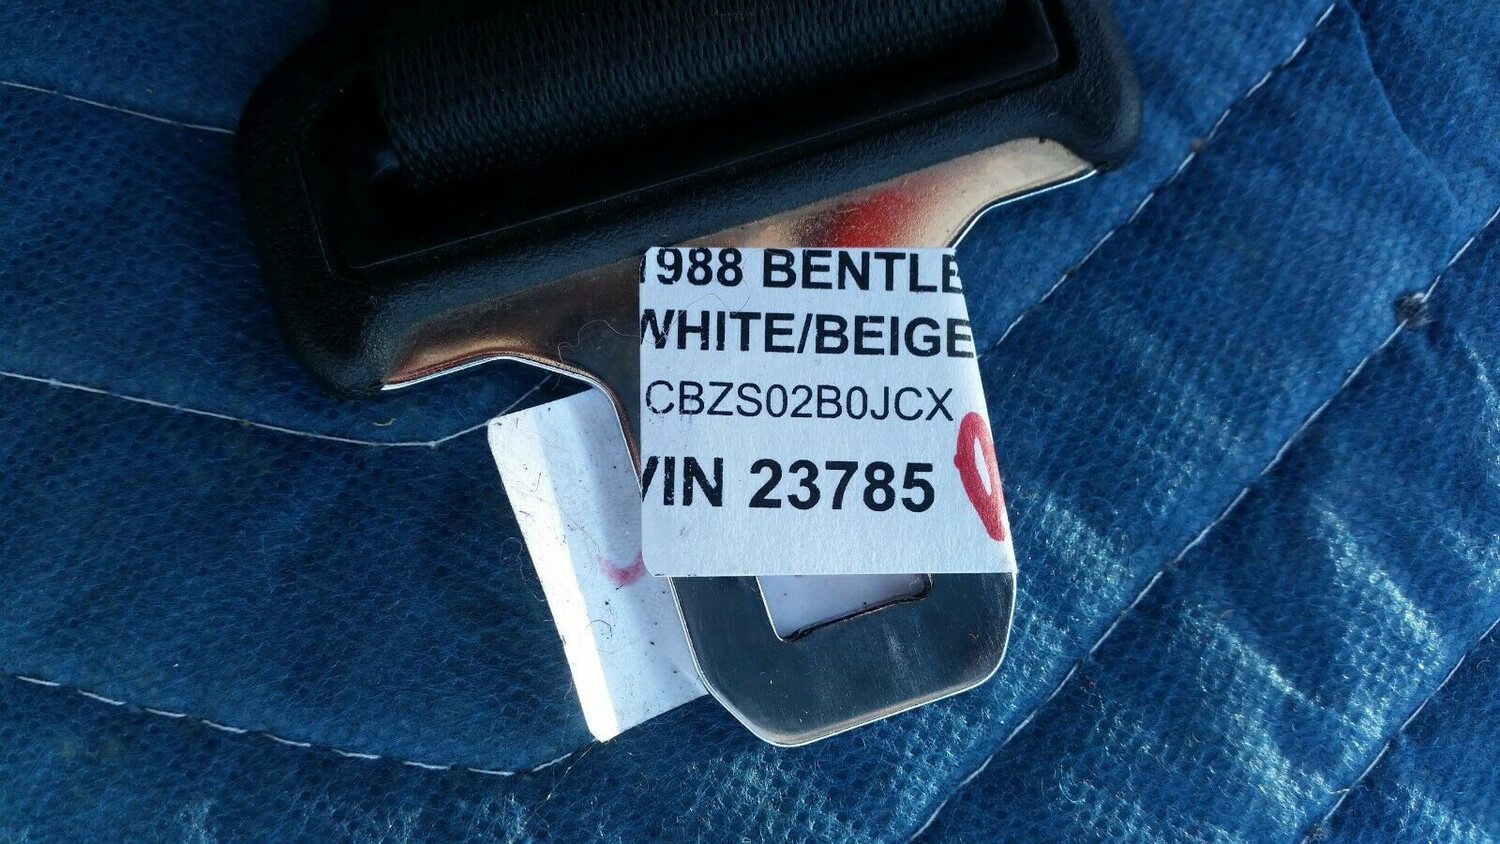 1988 BENTLE
WHITE/BEIGE
CBZS02B0JCX
VIN 23785